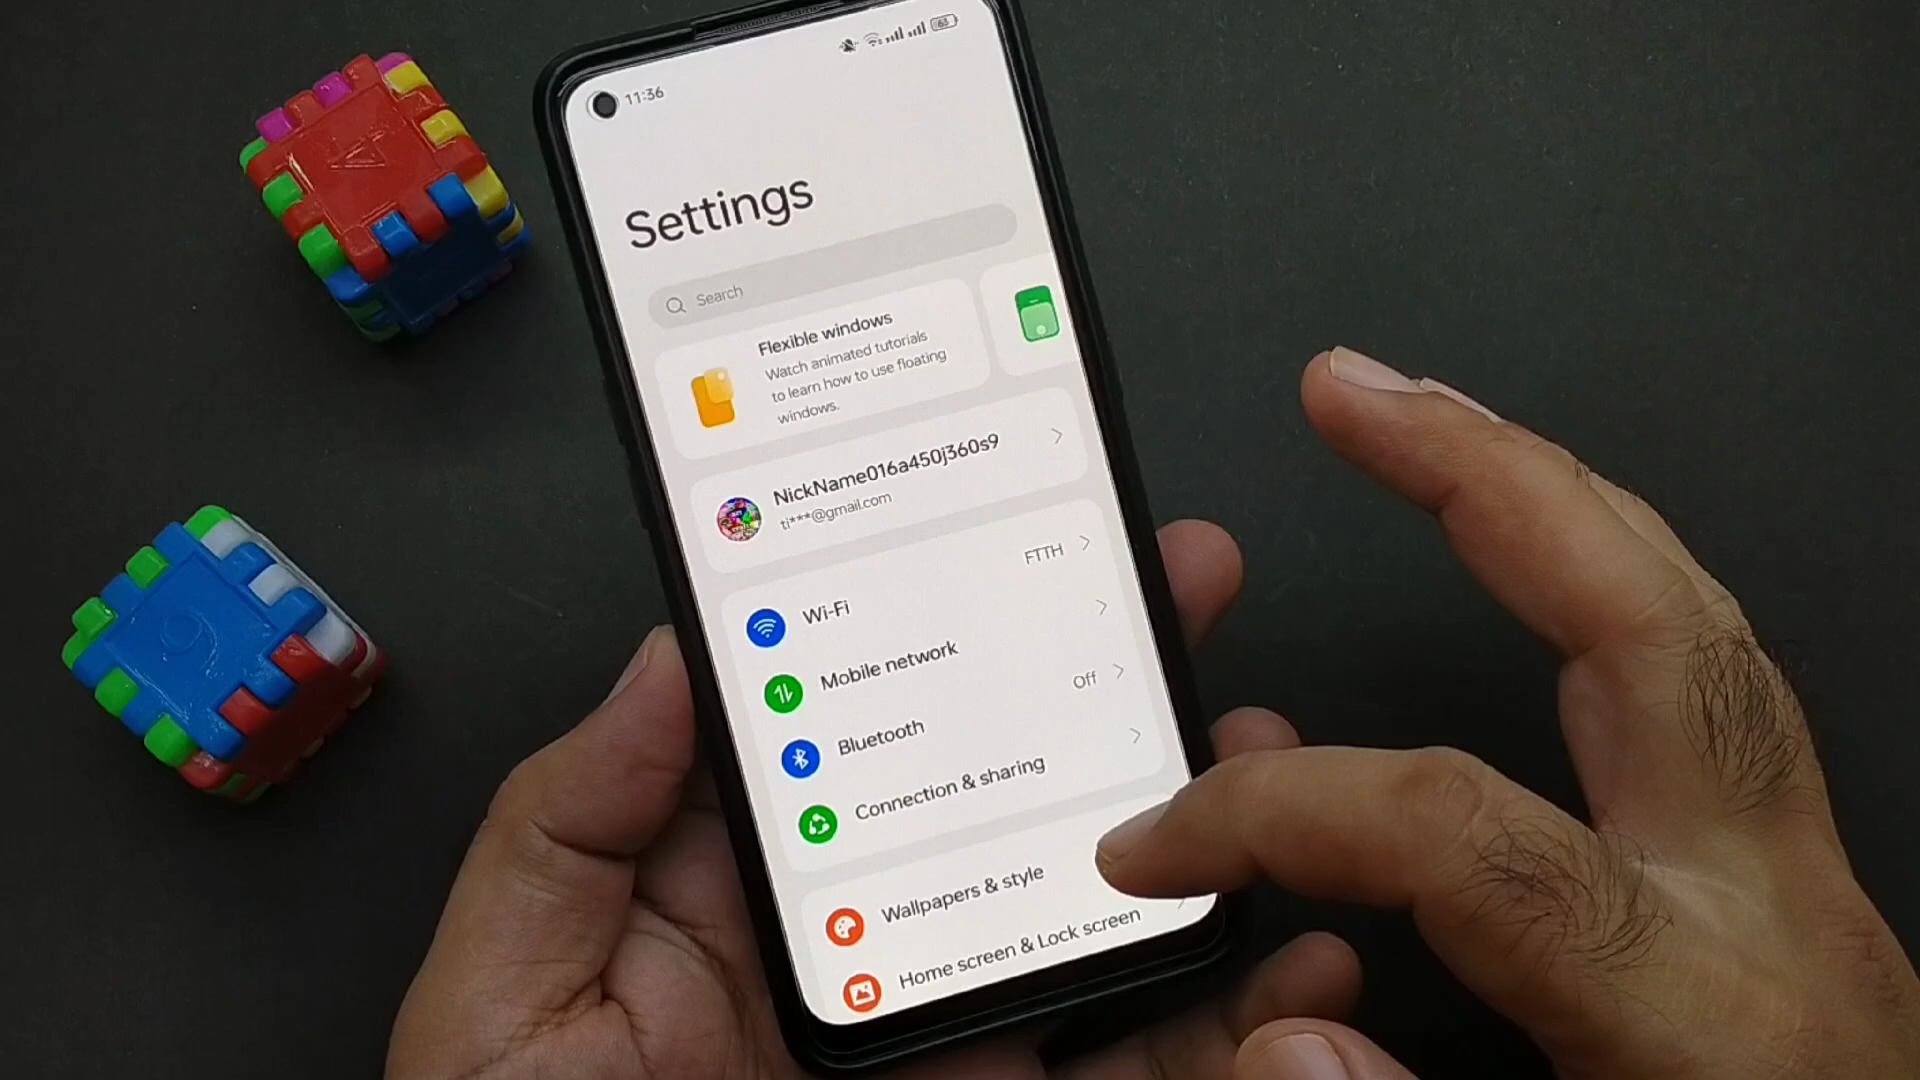 11:36
63
Settings
Search
Flexible windows
Watch animated tutorials
to learn how to use floating
windows.
NickName016a450j360s9
ti***@gmail.com
Wi-Fi FTTH
Mobile network
Bluetooth Off
Connection & sharing
Wallpapers & style
Home screen & Lock screen